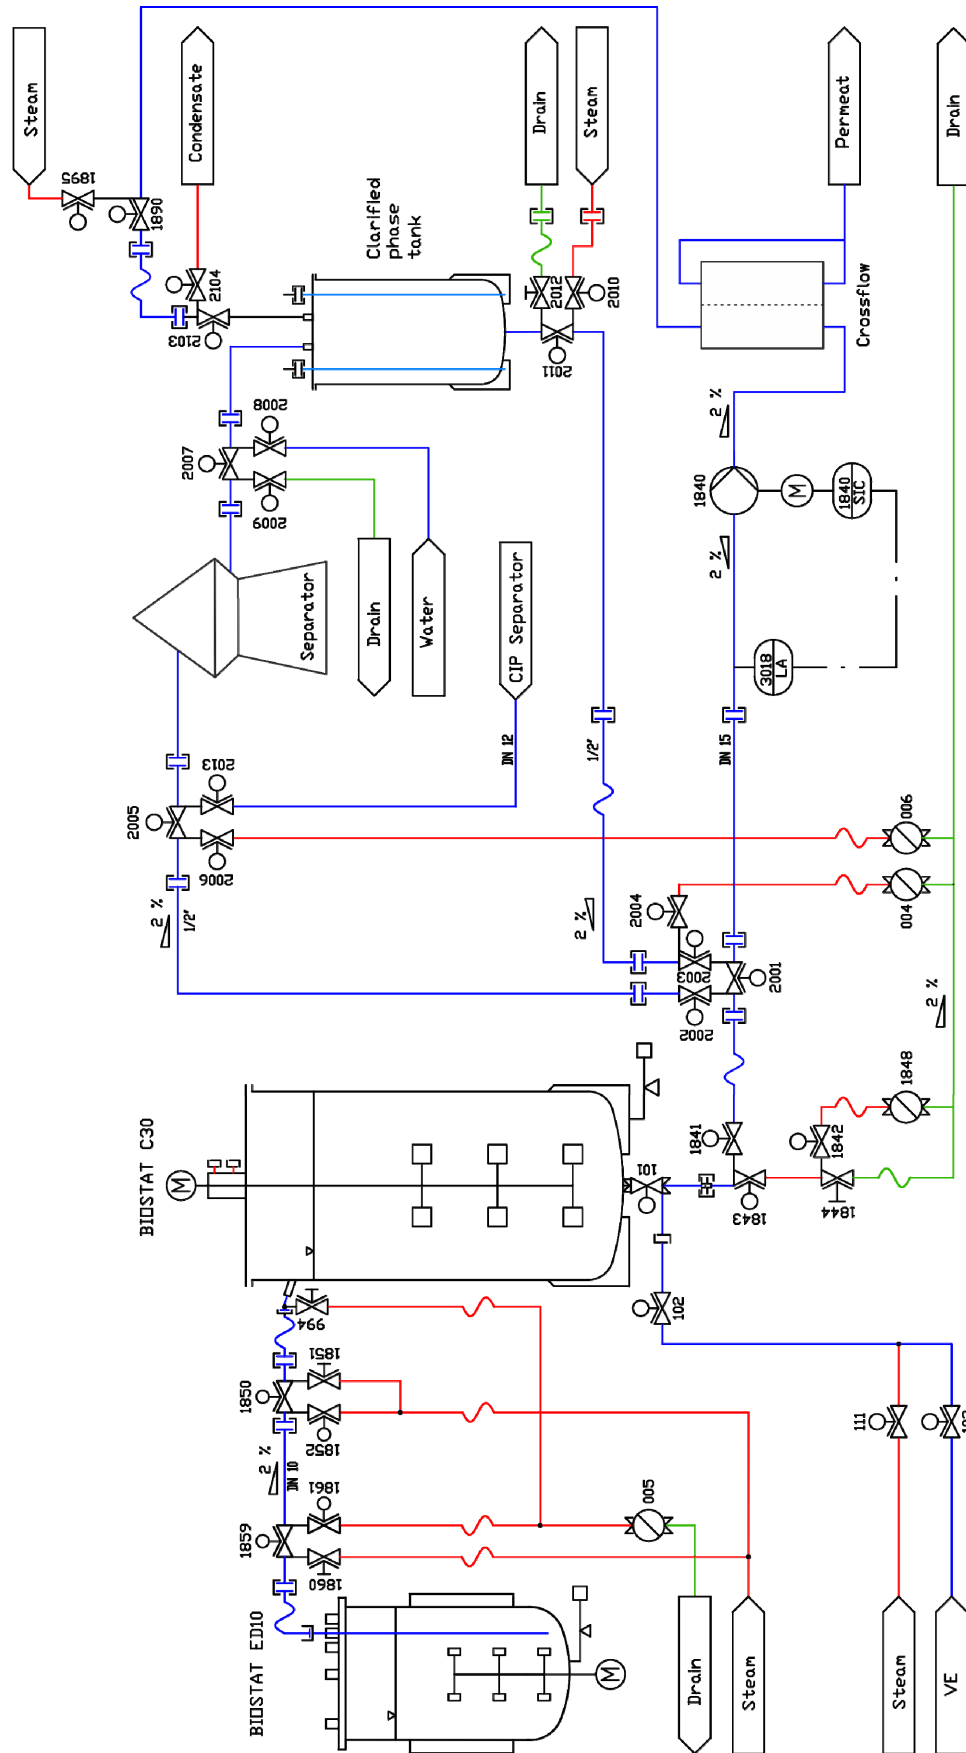 Steam
1895
1890
Condensate
2104
2103
Clarified
phase
tank
Drain
Steam
2012
2010
2011
Permeat
Drain
Crossflow
2 %
2007
2008
2009
Separator
Drain
Water
CIP Separator
1840
M
1840
SIC
2 %
3018
LA
DN 12
1/2"
DN 15
2005
2013
2006
2 %
1/2"
2 %
2004
2003
2002
2001
006
004
2 %
BIOSTAT C30
M
101
1841
1842
1843
1844
1848
102
994
1850
1851
1852
2 %
DN 10
1859
1861
1860
005
111
BIOSTAT ED10
M
Drain
Steam
Steam
VE